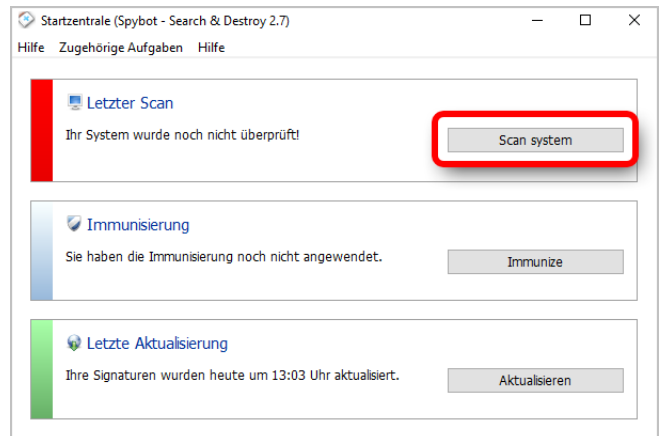 Startzentrale (Spybot - Search & Destroy 2.7)
Hilfe Zugehörige Aufgaben Hilfe
Letzter Scan
Ihr System wurde noch nicht überprüft!
Scan system
Immunisierung
Sie haben die Immunisierung noch nicht angewendet.
Immunize
Letzte Aktualisierung
Ihre Signaturen wurden heute um 13:03 Uhr aktualisiert.
Aktualisieren